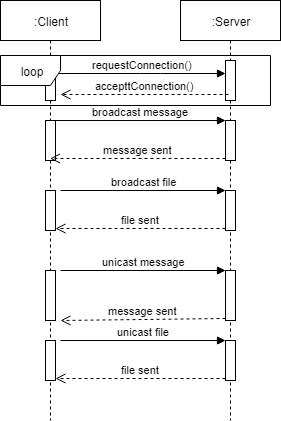 :Client
:Server
loop
requestConnection()
accepttConnection()
broadcast message
message sent
broadcast file
file sent
unicast message
message sent
unicast file
file sent